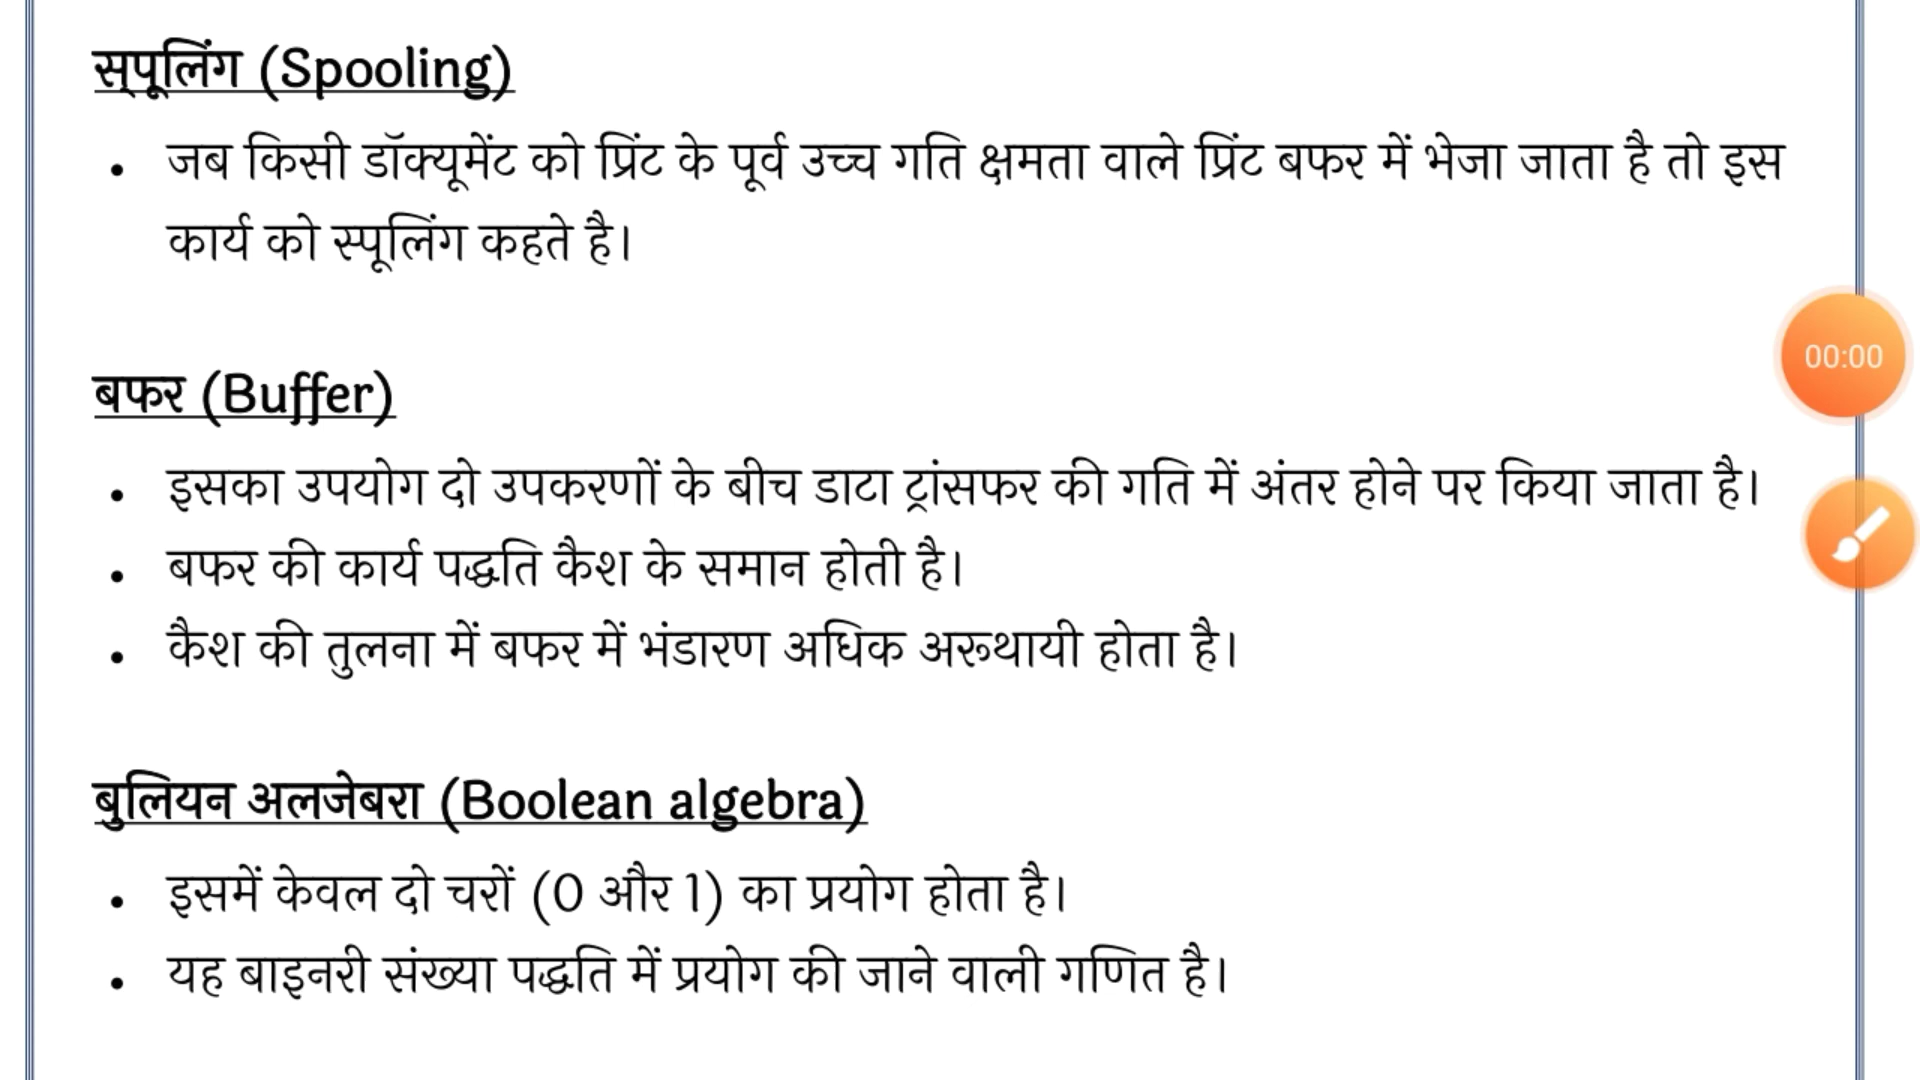 स्पूलिंग (Spooling)
• जब किसी डॉक्यूमेंट को प्रिंट के पूर्व उच्च गति क्षमता वाले प्रिंट बफर में भेजा जाता है तो इस
कार्य को स्पूलिंग कहते है।
00:00
बफर (Buffer)
• इसका उपयोग दो उपकरणों के बीच डाटा ट्रांसफर की गति में अंतर होने पर किया जाता है।
• बफर की कार्य पद्धति कैश के समान होती है।
• कैश की तुलना में बफर में भंडारण अधिक अस्थायी होता है।
बुलियन अलजेबरा (Boolean algebra)
• इसमें केवल दो चरों (0 और 1) का प्रयोग होता है।
• यह बाइनरी संख्या पद्धति में प्रयोग की जाने वाली गणित है।